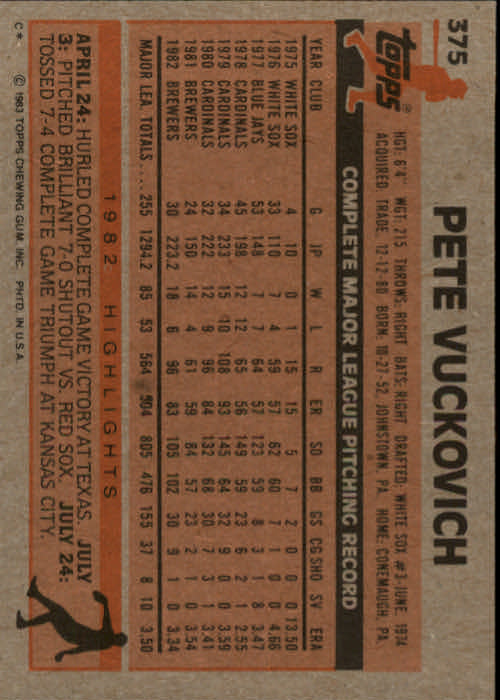 375
topps®
PETE VUCKOVICH
HGT: 6'4" WGT: 215 THROWS: RIGHT BATS: RIGHT DRAFTED: WHITE SOX #3-JUNE, 1974
ACQUIRED: TRADE, 12-12-80 BORN: 10-27-52, JOHNSTOWN, PA. HOME: CONEMAUGH, PA.
COMPLETE MAJOR LEAGUE PITCHING RECORD
YEAR CLUB G IP W L R ER SO BB GS CG SHO SV ERA
1975 WHITE SOX 4 10 0 1 15 15 5 7 2 0 0 0 13.50
1976 WHITE SOX 33 110 7 4 59 57 62 60 7 1 0 0 4.66
1977 BLUE JAYS 53 148 7 7 64 57 123 59 8 3 1 8 3.47
1978 CARDINALS 45 198 12 12 65 56 149 59 23 6 2 1 2.55
1979 CARDINALS 34 233 15 10 108 93 145 64 32 9 0 0 3.59
1980 CARDINALS 32 222 12 9 96 84 132 68 30 7 3 1 3.41
1981 BREWERS 24 150 14 4 61 59 84 57 23 2 1 0 3.54
1982 BREWERS 30 223.2 18 6 96 83 105 102 30 9 1 0 3.34
MAJOR LEA. TOTALS . . . 255 1294.2 85 53 564 504 805 476 155 37 8 10 3.50
1982 HIGHLIGHTS
APRIL 24: HURLED COMPLETE GAME VICTORY AT TEXAS. JULY
3: PITCHED BRILLIANT 7-0 SHUTOUT VS. RED SOX. JULY 24:
TOSSED 7-4 COMPLETE GAME TRIUMPH AT KANSAS CITY.
C* © 1983 TOPPS CHEWING GUM, INC. PRTD. IN U.S.A.